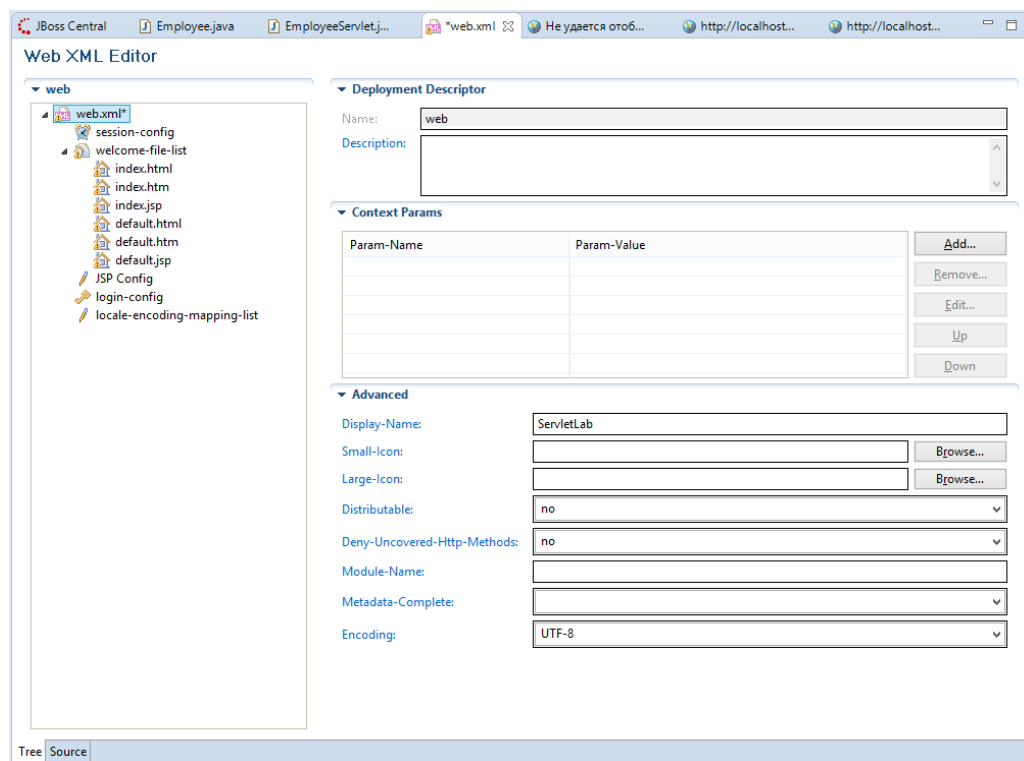 JBoss Central Employee.java EmployeeServlet.j... *web.xml Не удается отоб... http://localhost... http://localhost...
Web XML Editor
web
web.xml*
session-config
welcome-file-list
index.html
index.htm
index.jsp
default.html
default.htm
default.jsp
JSP Config
login-config
locale-encoding-mapping-list
Deployment Descriptor
Name: web
Description:
Context Params
Param-Name Param-Value
Add...
Remove...
Edit...
Up
Down
Advanced
Display-Name: ServletLab
Small-Icon: Browse...
Large-Icon: Browse...
Distributable: no
Deny-Uncovered-Http-Methods: no
Module-Name:
Metadata-Complete:
Encoding: UTF-8
Tree Source